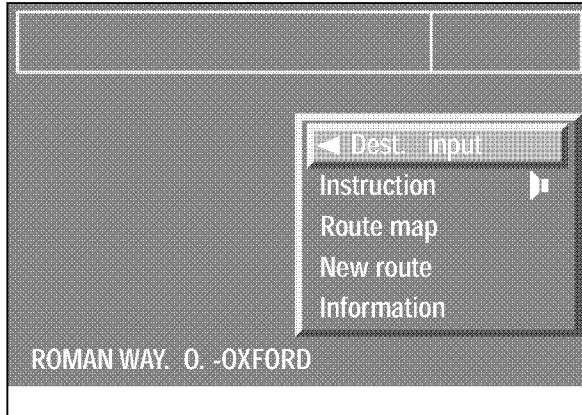 Dest. input
Instruction
Route map
New route
Information
ROMAN WAY. O. -OXFORD